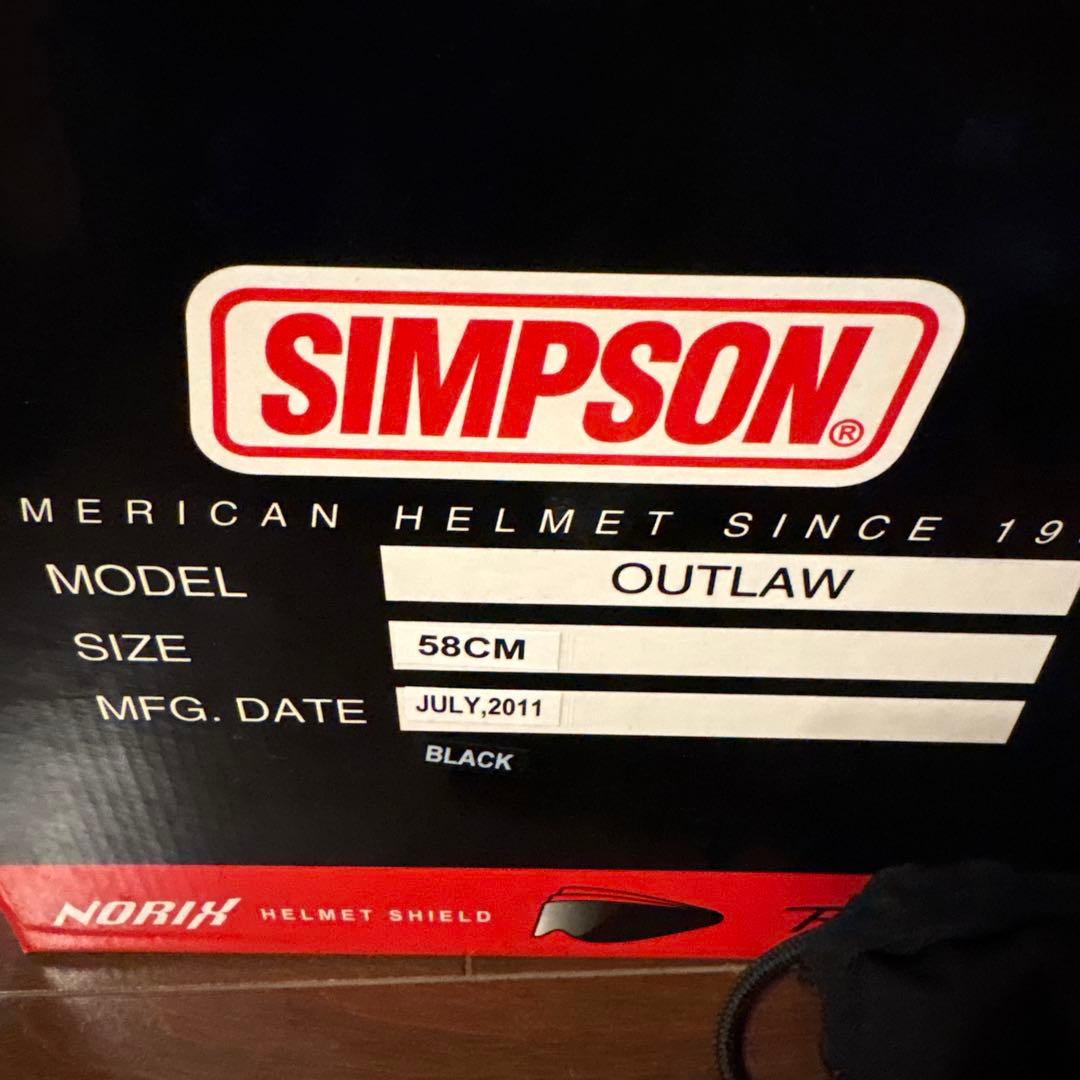 SIMPSON®
MERICAN HELMET SINCE 19
MODEL OUTLAW
SIZE 58CM
MFG. DATE JULY,2011
BLACK
NORIX HELMET SHIELD